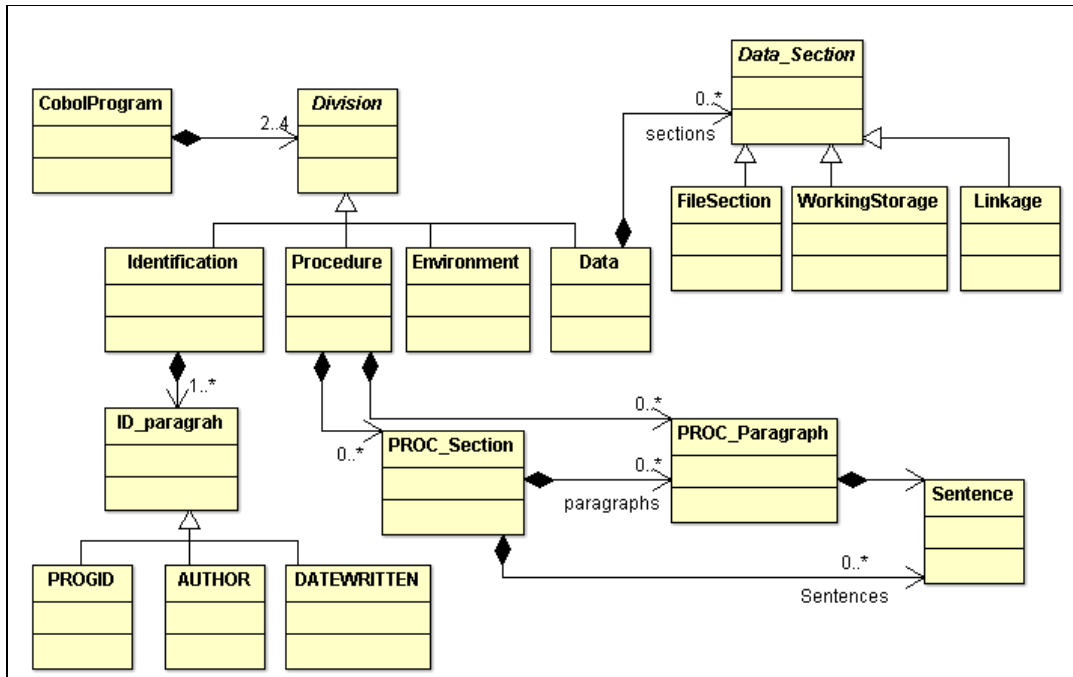 Data_Section
CobolProgram
Division
0..*
2..4
sections
FileSection
WorkingStorage
Linkage
Identification
Procedure
Environment
Data
1..*
ID_paragrah
0..*
PROC_Section
0..*
PROC_Paragraph
0..*
paragraphs
Sentence
PROGID
AUTHOR
DATEWRITTEN
0..*
Sentences